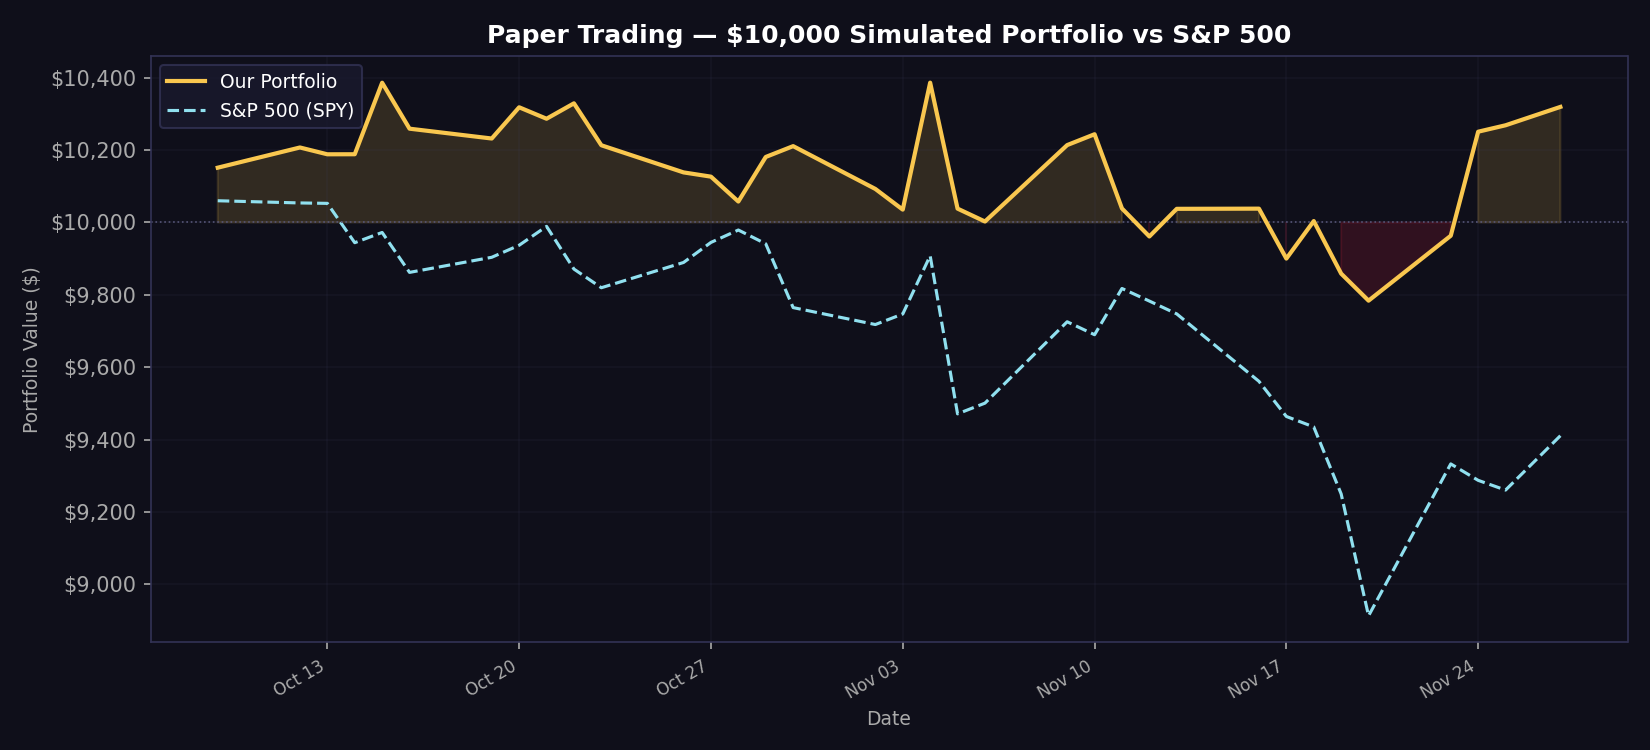 Paper Trading — $10,000 Simulated Portfolio vs S&P 500
Our Portfolio
S&P 500 (SPY)
$10,400
$10,200
$10,000
$9,800
$9,600
$9,400
$9,200
$9,000
Portfolio Value ($)
Oct 13
Oct 20
Oct 27
Nov 03
Nov 10
Nov 17
Nov 24
Date